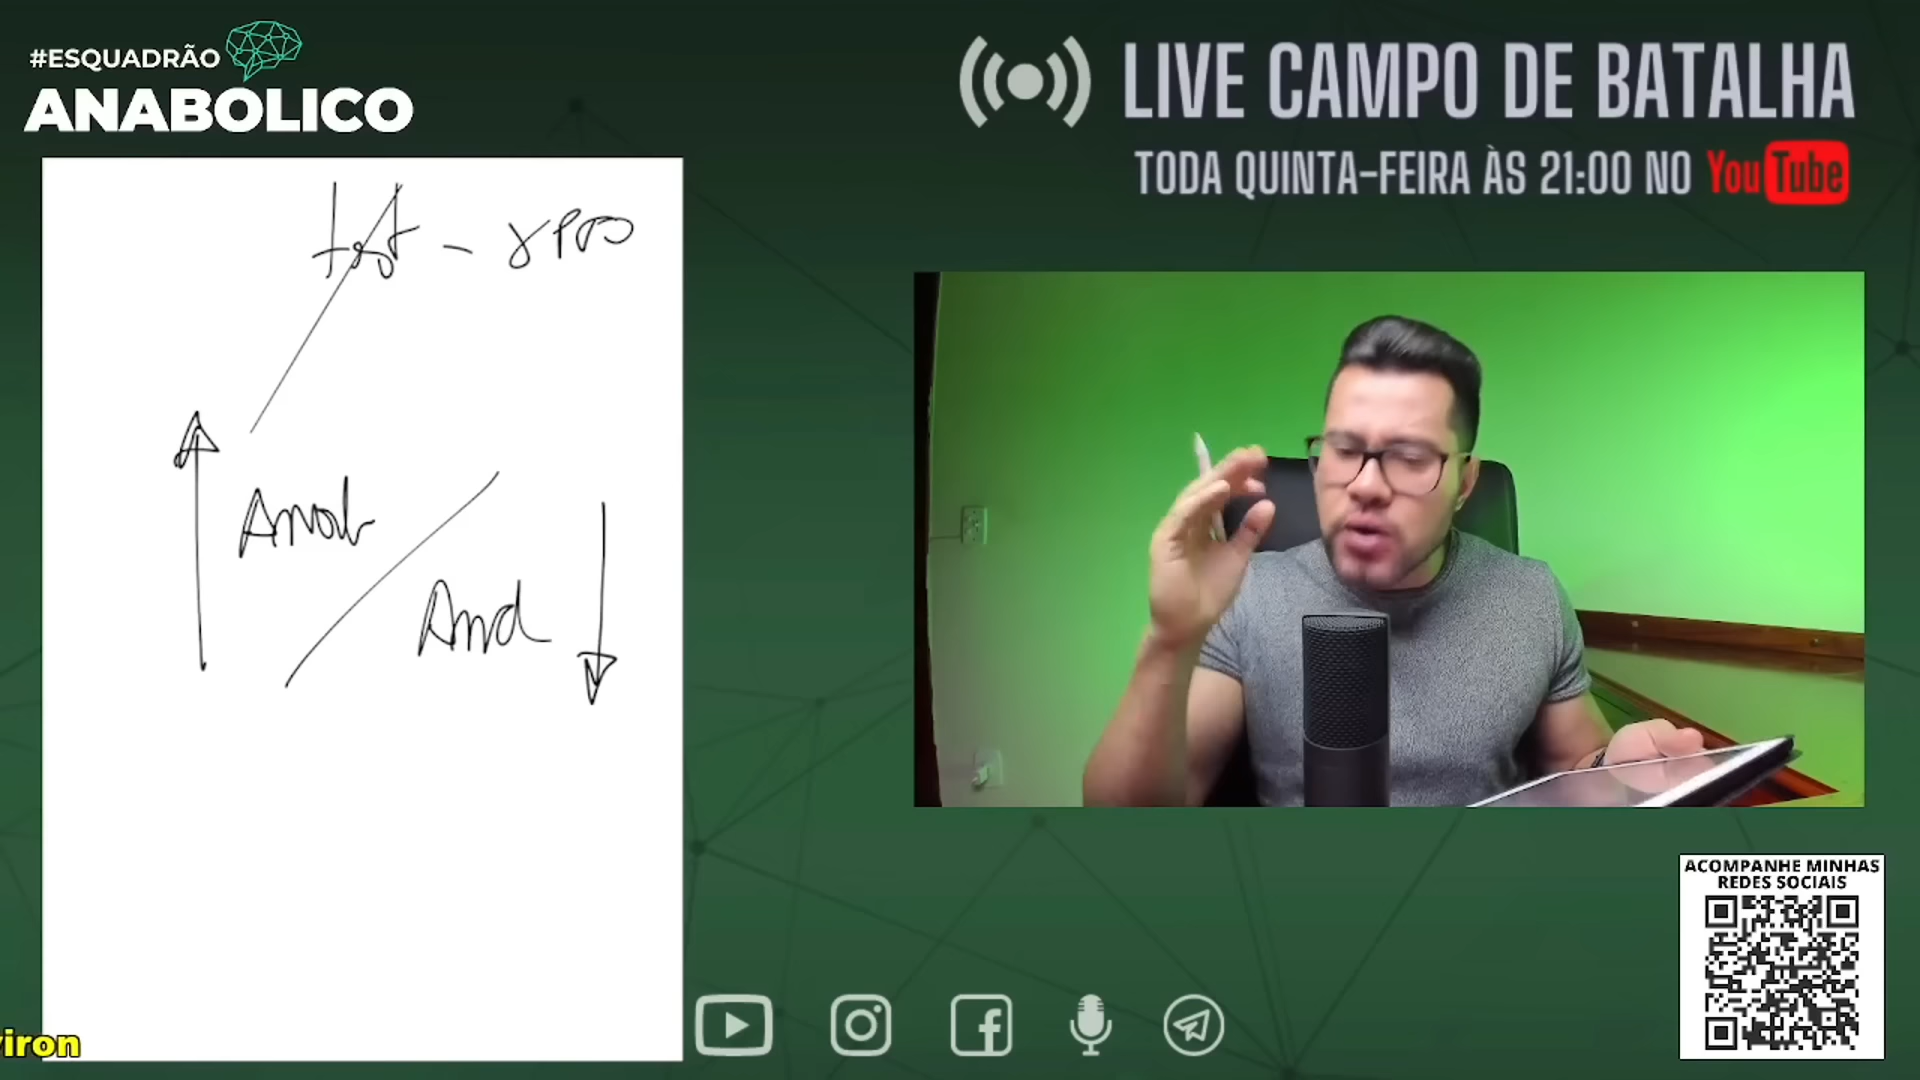 #ESQUADRÃO
ANABOLICO
LIVE CAMPO DE BATALHA
TODA QUINTA-FEIRA ÀS 21:00 NO YouTube
Anab
And
ACOMPANHE MINHAS
REDES SOCIAIS
viron